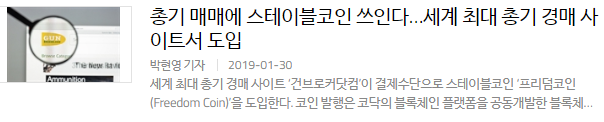 총기 매매에 스테이블코인 쓰인다…세계 최대 총기 경매 사
이트서 도입
박현영 기자 | 2019-01-30
세계 최대 총기 경매 사이트 '건브로커닷컴'이 결제수단으로 스테이블코인 '프리덤코인
(Freedom Coin)'을 도입한다. 코인 발행은 코닥의 블록체인 플랫폼을 공동개발한 블록체...
Ammunition